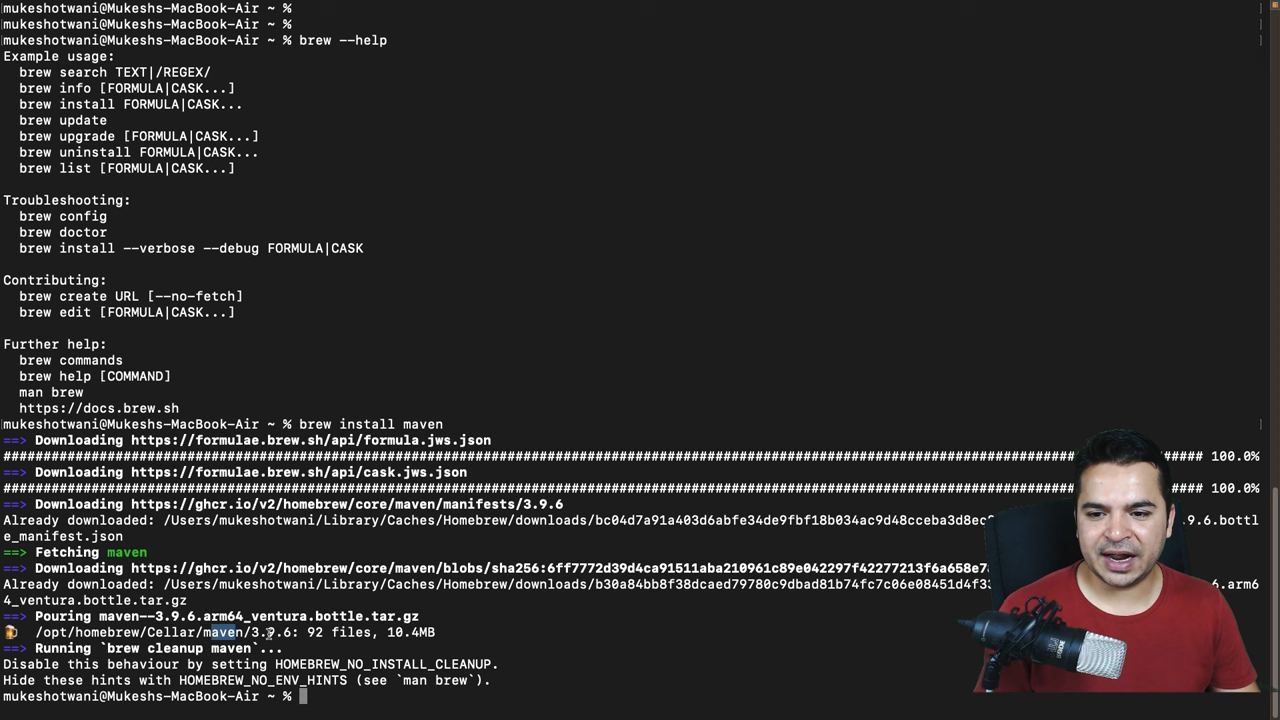 mukeshotwani@Mukeshs-MacBook-Air ~ %
mukeshotwani@Mukeshs-MacBook-Air ~ %
mukeshotwani@Mukeshs-MacBook-Air ~ % brew --help
Example usage:
brew search TEXT|/REGEX/
brew info [FORMULA|CASK...]
brew install FORMULA|CASK...
brew update
brew upgrade [FORMULA|CASK...]
brew uninstall FORMULA|CASK...
brew list [FORMULA|CASK...]
Troubleshooting:
brew config
brew doctor
brew install --verbose --debug FORMULA|CASK
Contributing:
brew create URL [--no-fetch]
brew edit [FORMULA|CASK...]
Further help:
brew commands
brew help [COMMAND]
man brew
https://docs.brew.sh
mukeshotwani@Mukeshs-MacBook-Air ~ % brew install maven
==> Downloading https://formulae.brew.sh/api/formula.jws.json
######################################################################## 100.0%
==> Downloading https://formulae.brew.sh/api/cask.jws.json
######################################################################## 100.0%
==> Downloading https://ghcr.io/v2/homebrew/core/maven/manifests/3.9.6
Already downloaded: /Users/mukeshotwani/Library/Caches/Homebrew/downloads/bc04d7a91a403d6abfe34de9fbf18b034ac9d48cceba3d8ec .9.6.bottl
e_manifest.json
==> Fetching maven
==> Downloading https://ghcr.io/v2/homebrew/core/maven/blobs/sha256:6ff7772d39d4ca91511aba210961c89e042297f42277213f6a658e7
Already downloaded: /Users/mukeshotwani/Library/Caches/Homebrew/downloads/b30a84bb8f38dcaed79780c9dbad81b74fc7c06e08451d4f3 .arm6
4_ventura.bottle.tar.gz
==> Pouring maven--3.9.6.arm64_ventura.bottle.tar.gz
/opt/homebrew/Cellar/maven/3.9.6: 92 files, 10.4MB
==> Running `brew cleanup maven`...
Disable this behaviour by setting HOMEBREW_NO_INSTALL_CLEANUP.
Hide these hints with HOMEBREW_NO_ENV_HINTS (see `man brew`).
mukeshotwani@Mukeshs-MacBook-Air ~ %